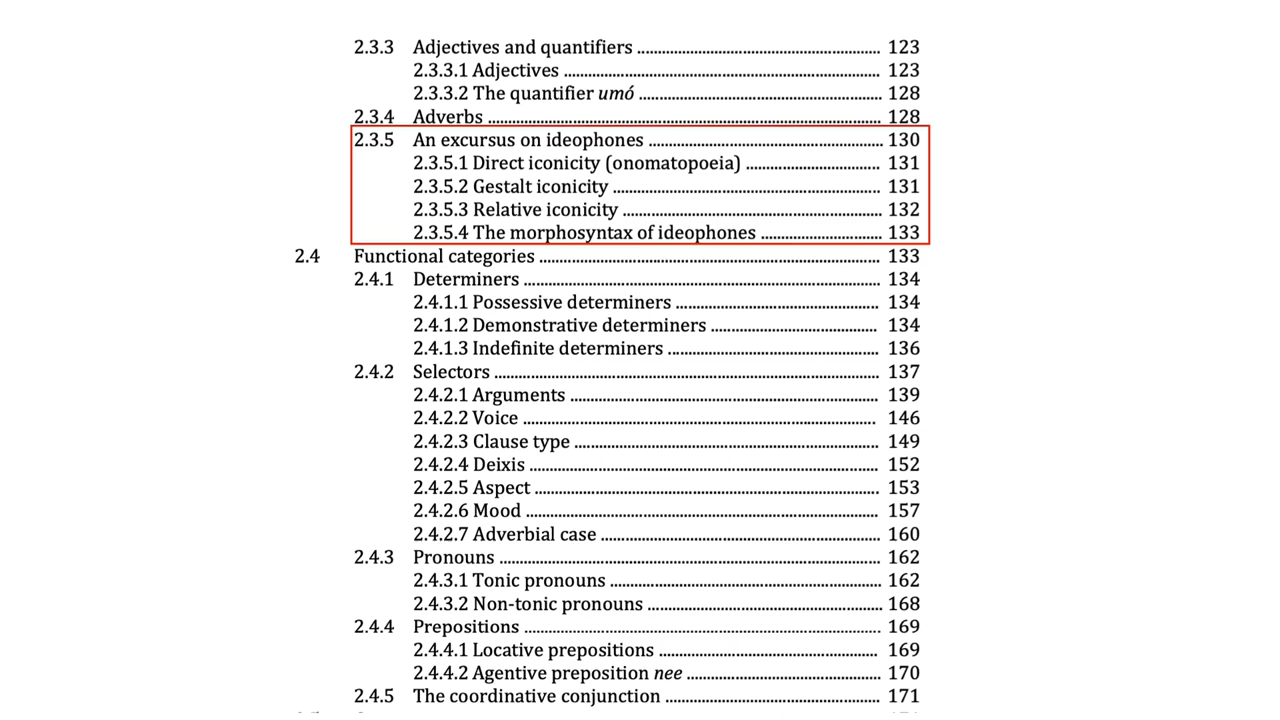 2.3.3 Adjectives and quantifiers ........ 123
2.3.3.1 Adjectives ........ 123
2.3.3.2 The quantifier umó ........ 128
2.3.4 Adverbs ........ 128
2.3.5 An excursus on ideophones ........ 130
2.3.5.1 Direct iconicity (onomatopoeia) ........ 131
2.3.5.2 Gestalt iconicity ........ 131
2.3.5.3 Relative iconicity ........ 132
2.3.5.4 The morphosyntax of ideophones ........ 133
2.4 Functional categories ........ 133
2.4.1 Determiners ........ 134
2.4.1.1 Possessive determiners ........ 134
2.4.1.2 Demonstrative determiners ........ 134
2.4.1.3 Indefinite determiners ........ 136
2.4.2 Selectors ........ 137
2.4.2.1 Arguments ........ 139
2.4.2.2 Voice ........ 146
2.4.2.3 Clause type ........ 149
2.4.2.4 Deixis ........ 152
2.4.2.5 Aspect ........ 153
2.4.2.6 Mood ........ 157
2.4.2.7 Adverbial case ........ 160
2.4.3 Pronouns ........ 162
2.4.3.1 Tonic pronouns ........ 162
2.4.3.2 Non-tonic pronouns ........ 168
2.4.4 Prepositions ........ 169
2.4.4.1 Locative prepositions ........ 169
2.4.4.2 Agentive preposition nee ........ 170
2.4.5 The coordinative conjunction ........ 171